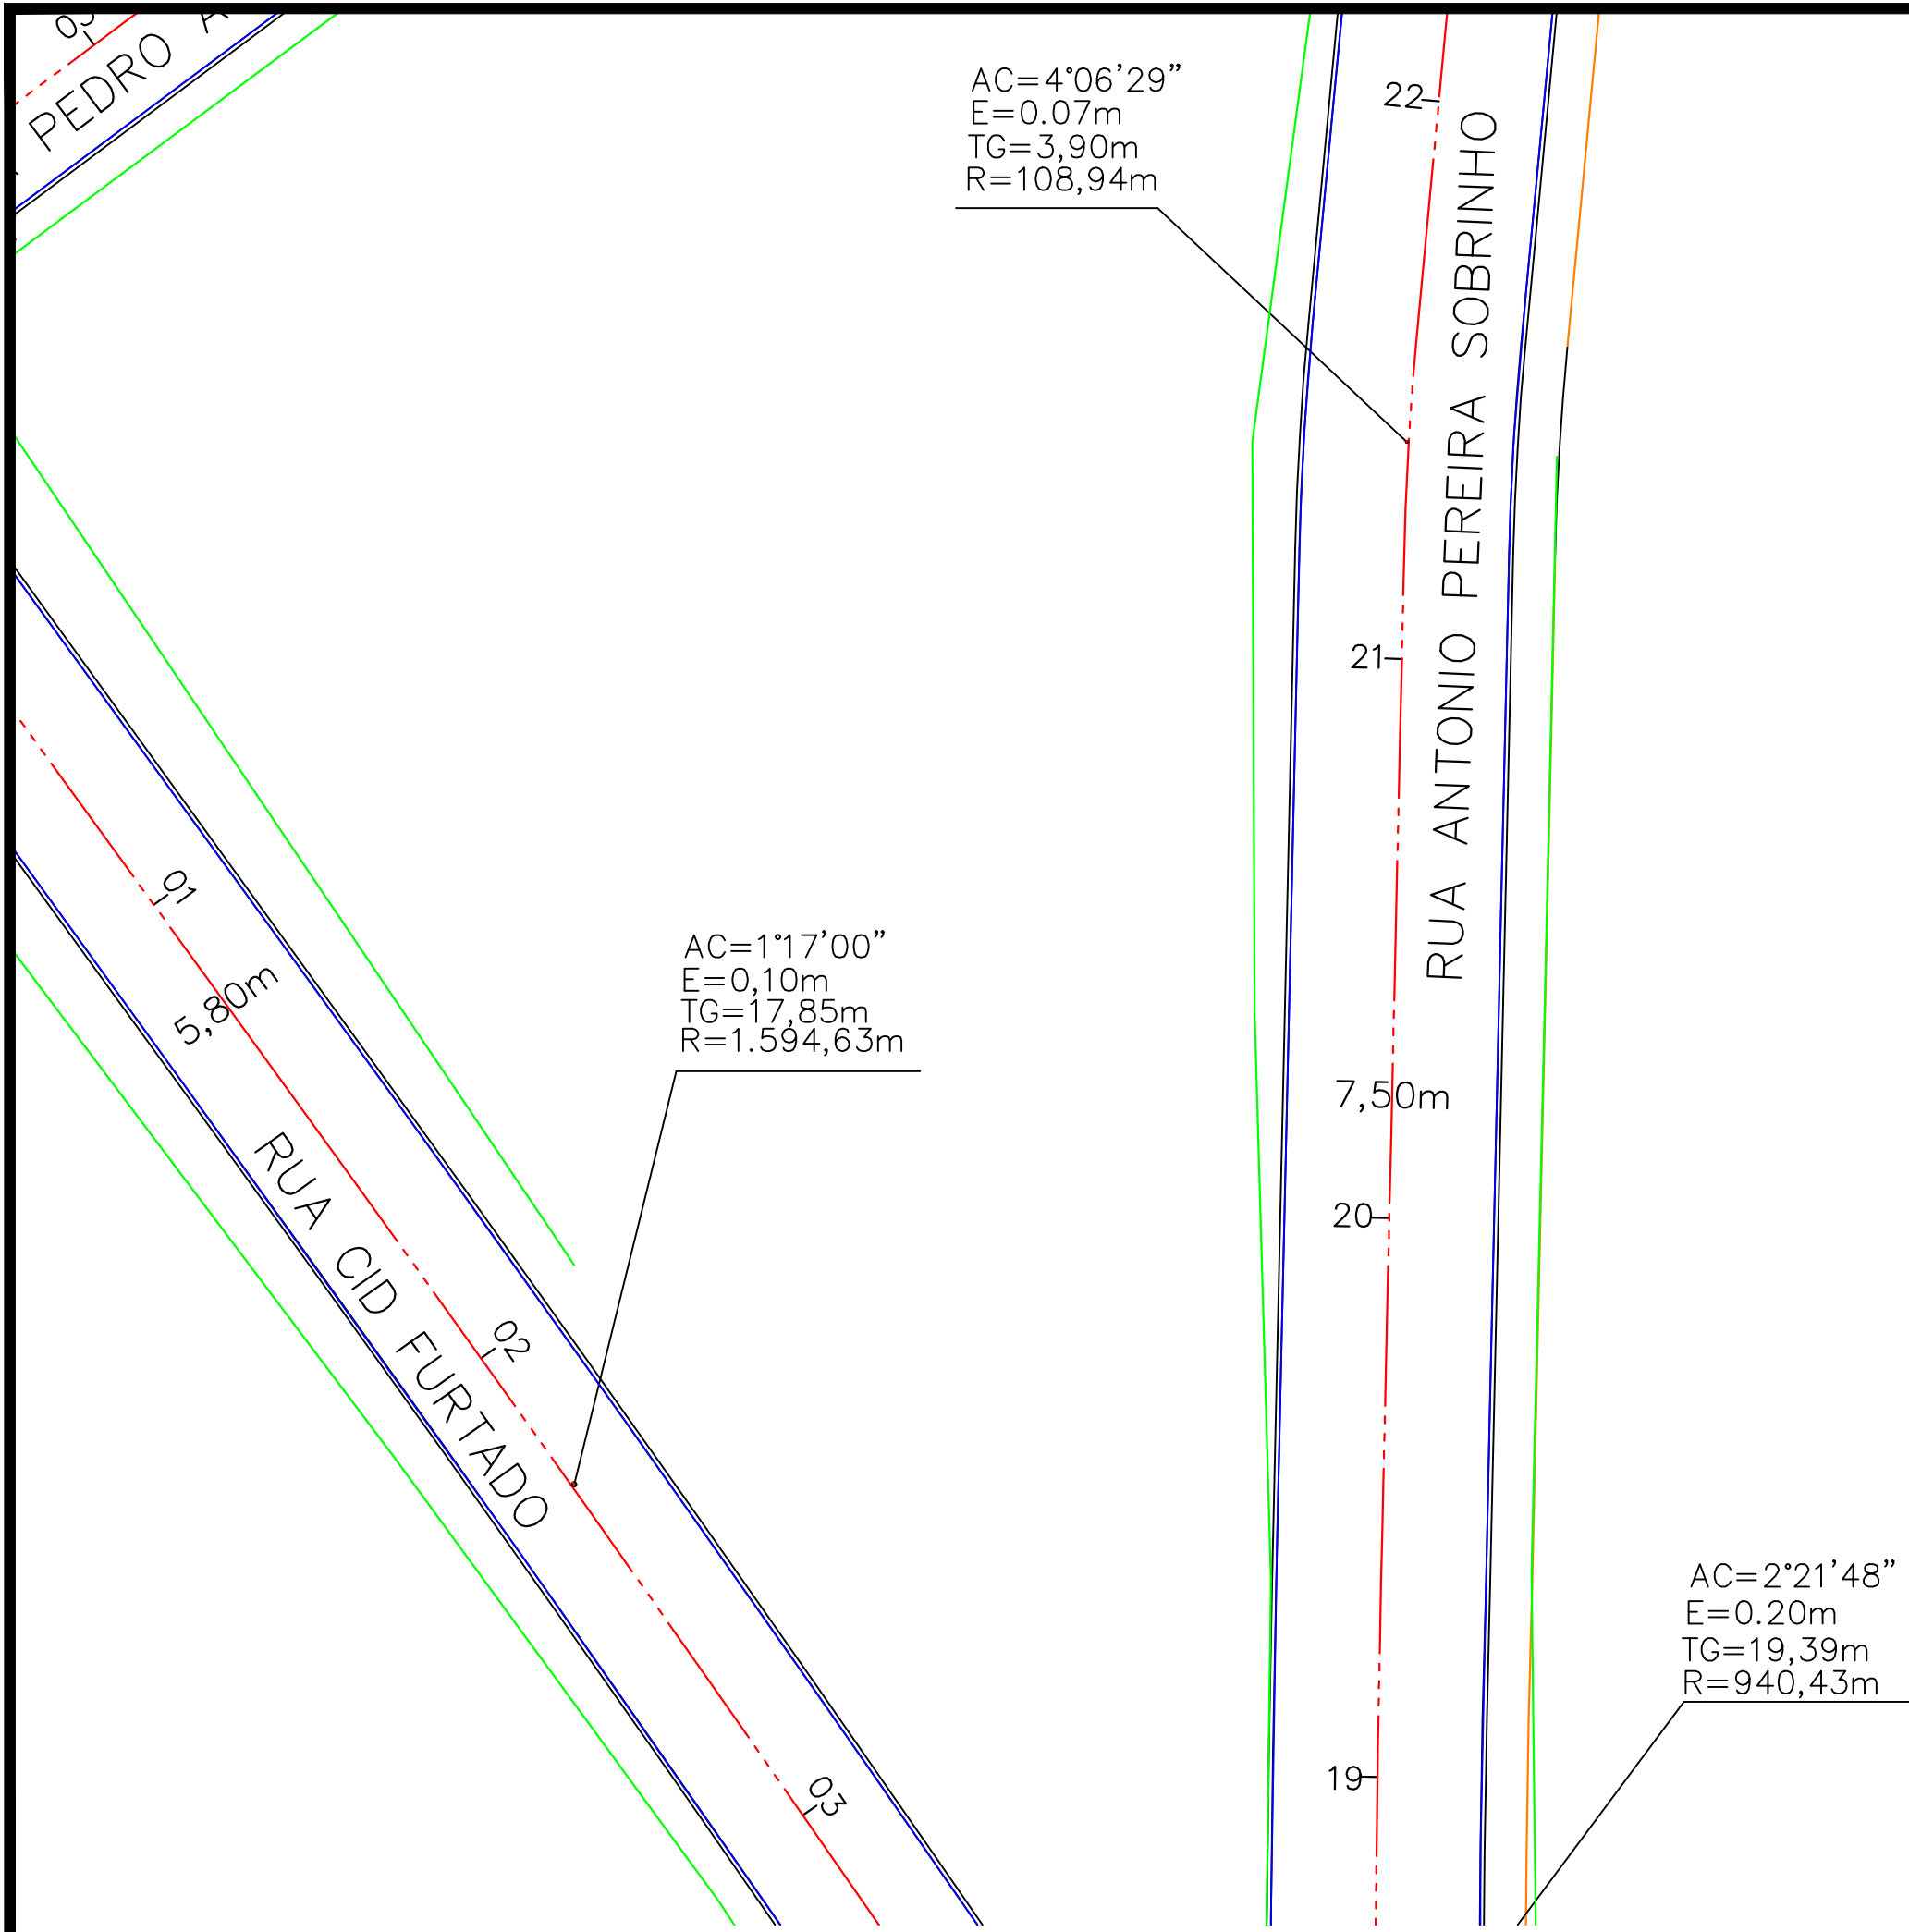 PEDRO
AC=4°06'29"
E=0.07m
TG=3,90m
R=108,94m
22
RUA ANTONIO PEREIRA SOBRINHO
21
01
5,80m
AC=1°17'00"
E=0,10m
TG=17,85m
R=1.594,63m
7,50m
RUA CID FURTADO
20
02
AC=2°21'48"
E=0.20m
TG=19,39m
R=940,43m
19
03